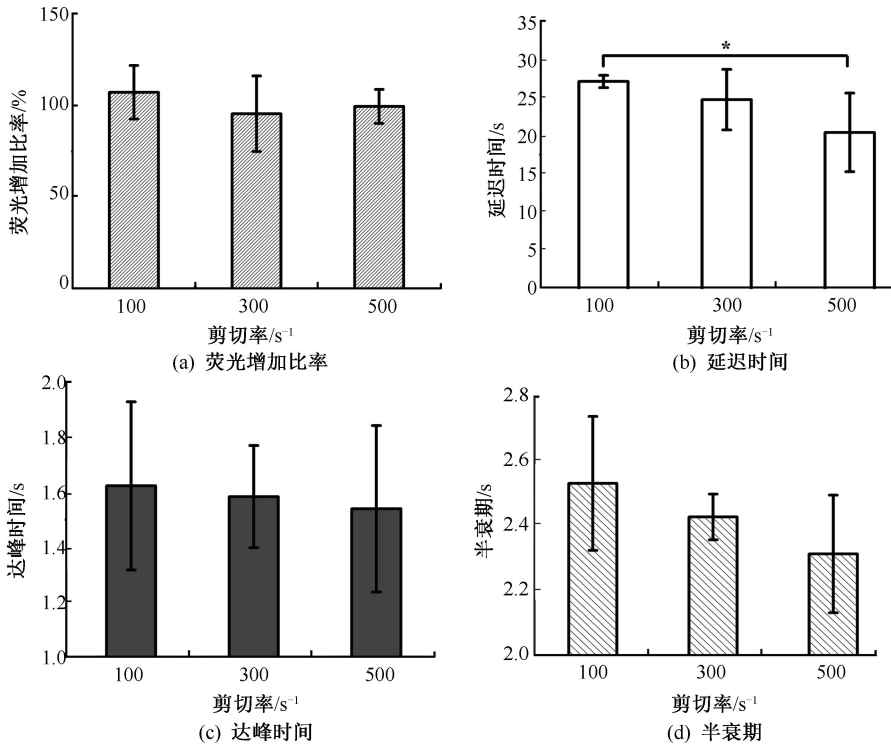 150
100
50
0
荧光增加比率/%
100 300 500
剪切率/s⁻¹
(a) 荧光增加比率
35
30
25
20
15
10
5
0
延迟时间/s
*
100 300 500
剪切率/s⁻¹
(b) 延迟时间
2.0
1.8
1.6
1.4
1.2
1.0
达峰时间/s
100 300 500
剪切率/s⁻¹
(c) 达峰时间
2.8
2.6
2.4
2.2
2.0
半衰期/s
100 300 500
剪切率/s⁻¹
(d) 半衰期